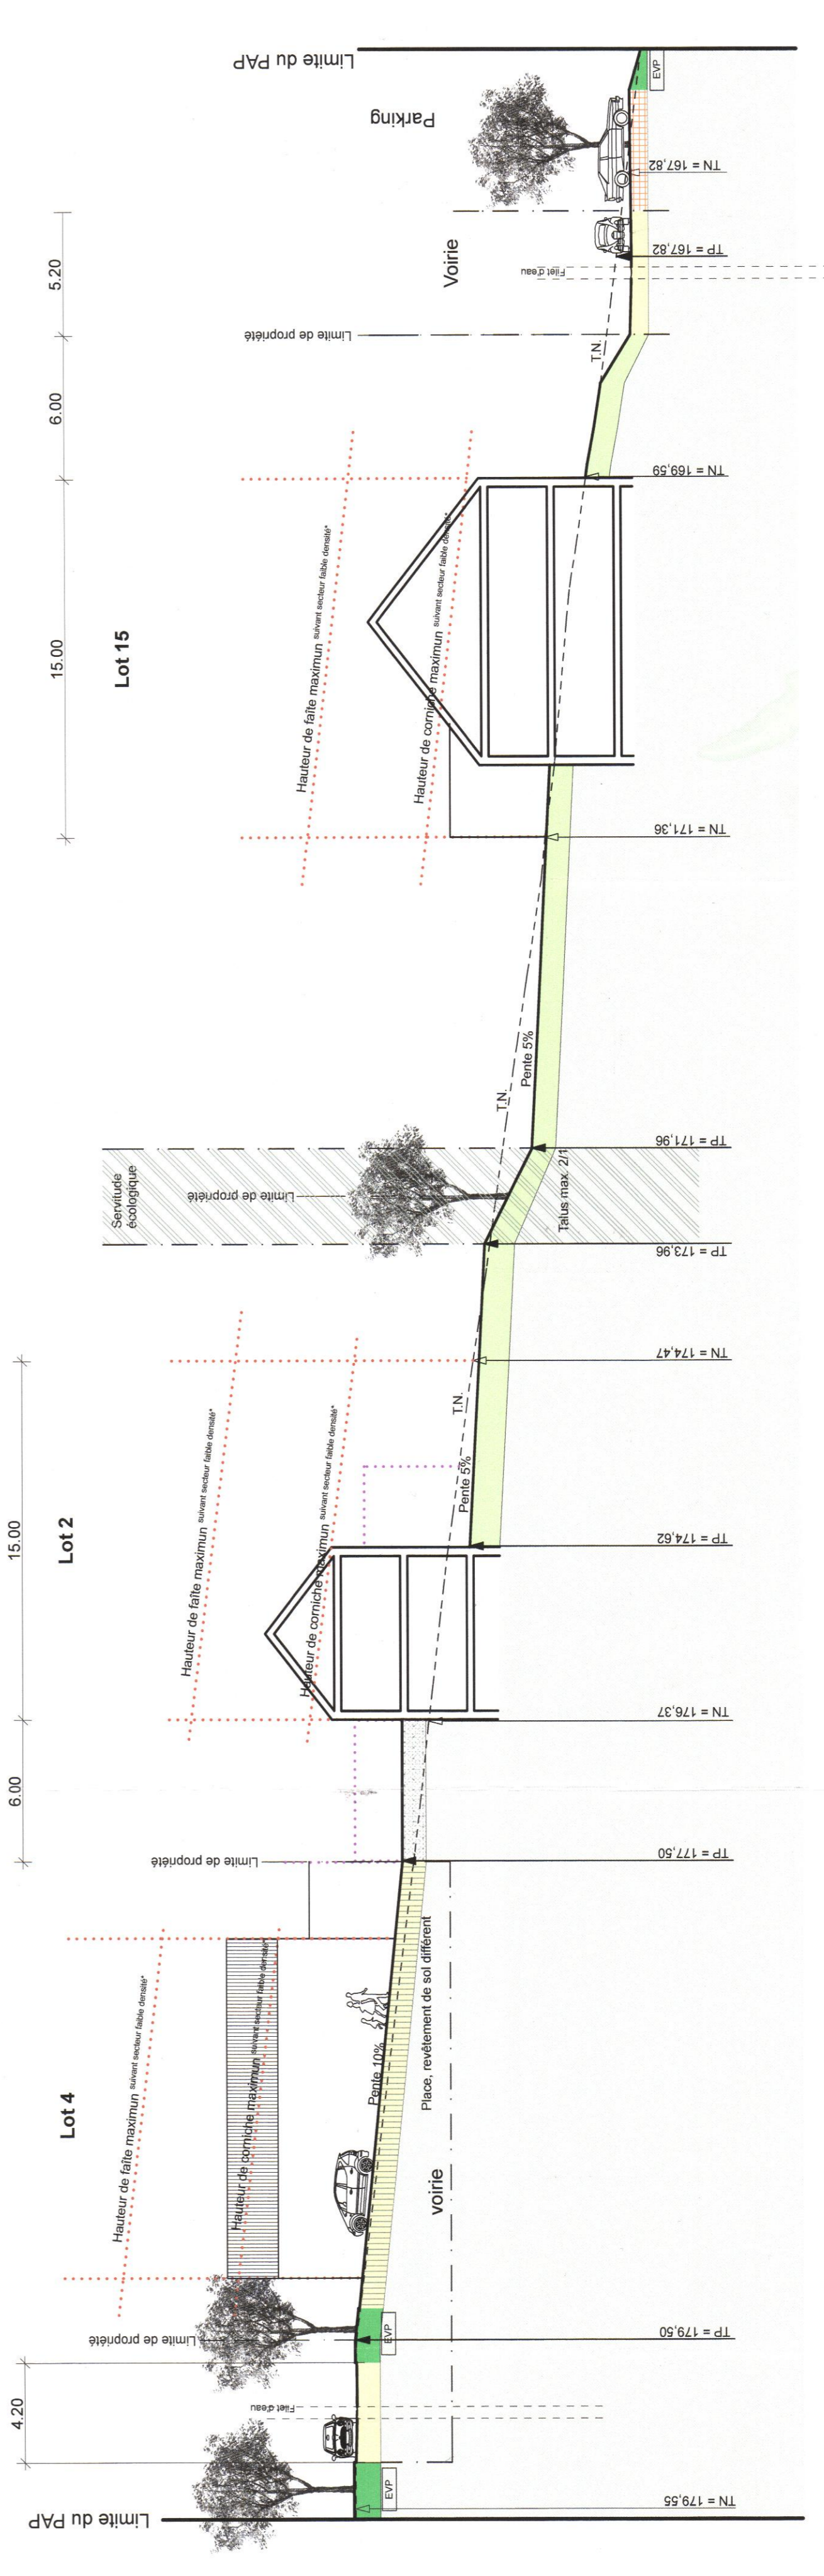 Limite du PAP
Parking
EVP
TN = 167,82
5.20
Voirie
TP = 167,82
Filet d'eau
Limite de propriété
T.N.
6.00
TN = 169,59
15.00
Lot 15
Hauteur de faîte maximun suivant secteur faible densité*
Hauteur de corniche maximun suivant secteur faible densité*
TN = 171,36
Pente 5%
T.N.
TP = 171,96
Servitude
écologique
Limite de propriété
Talus max. 2/1
TP = 173,96
TN = 174,47
T.N.
Pente 5%
15.00
Lot 2
Hauteur de faîte maximun suivant secteur faible densité*
Hauteur de corniche maximun suivant secteur faible densité*
TP = 174,62
TN = 176,37
6.00
Limite de propriété
TP = 177,50
Lot 4
Hauteur de faîte maximun suivant secteur faible densité*
Hauteur de corniche maximun suivant secteur faible densité*
Pente 10%
Place, revêtement de sol différent
voirie
Limite de propriété
EVP
TP = 179,50
4.20
Filet d'eau
EVP
TN = 179,55
Limite du PAP